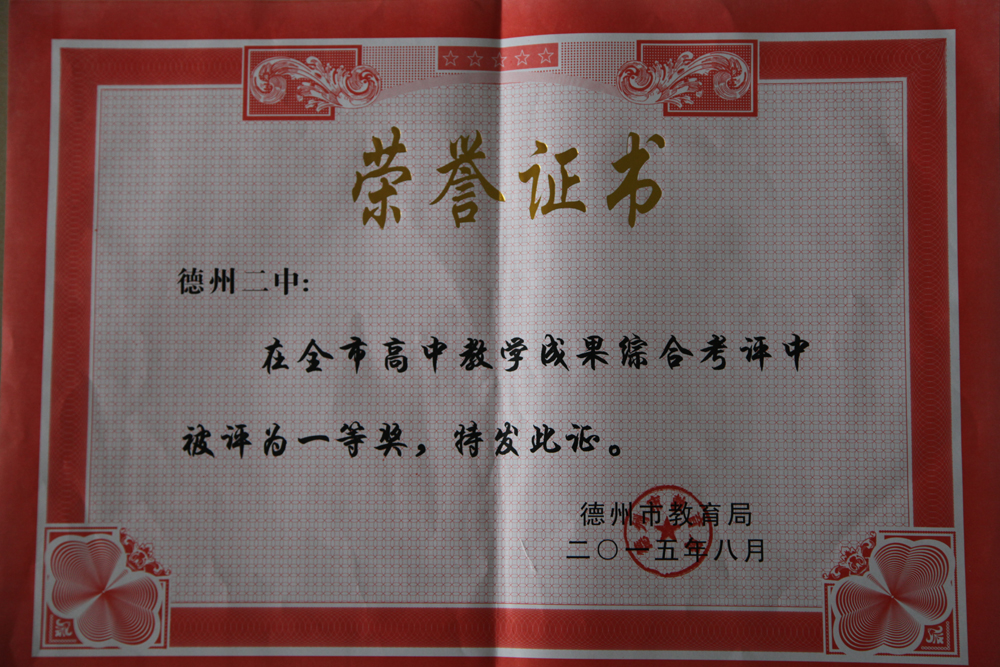 荣誉证书
德州二中:
在全市高中教学成果综合考评中
被评为一等奖，特发此证。
德州市教育局
二〇一五年八月